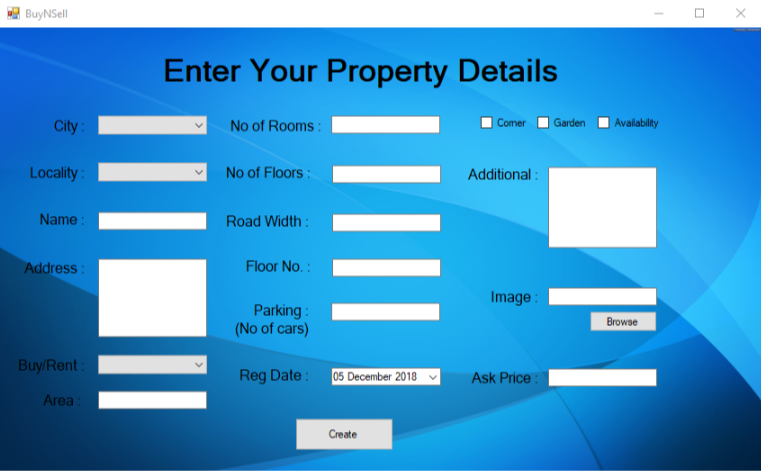 BuyNSell
Enter Your Property Details
City :
No of Rooms :
Corner
Garden
Availability
Locality :
No of Floors :
Additional :
Name :
Road Width :
Address :
Floor No. :
Image :
Parking :
(No of cars)
Browse
Buy/Rent :
Reg Date :
05 December 2018
Ask Price :
Area :
Create